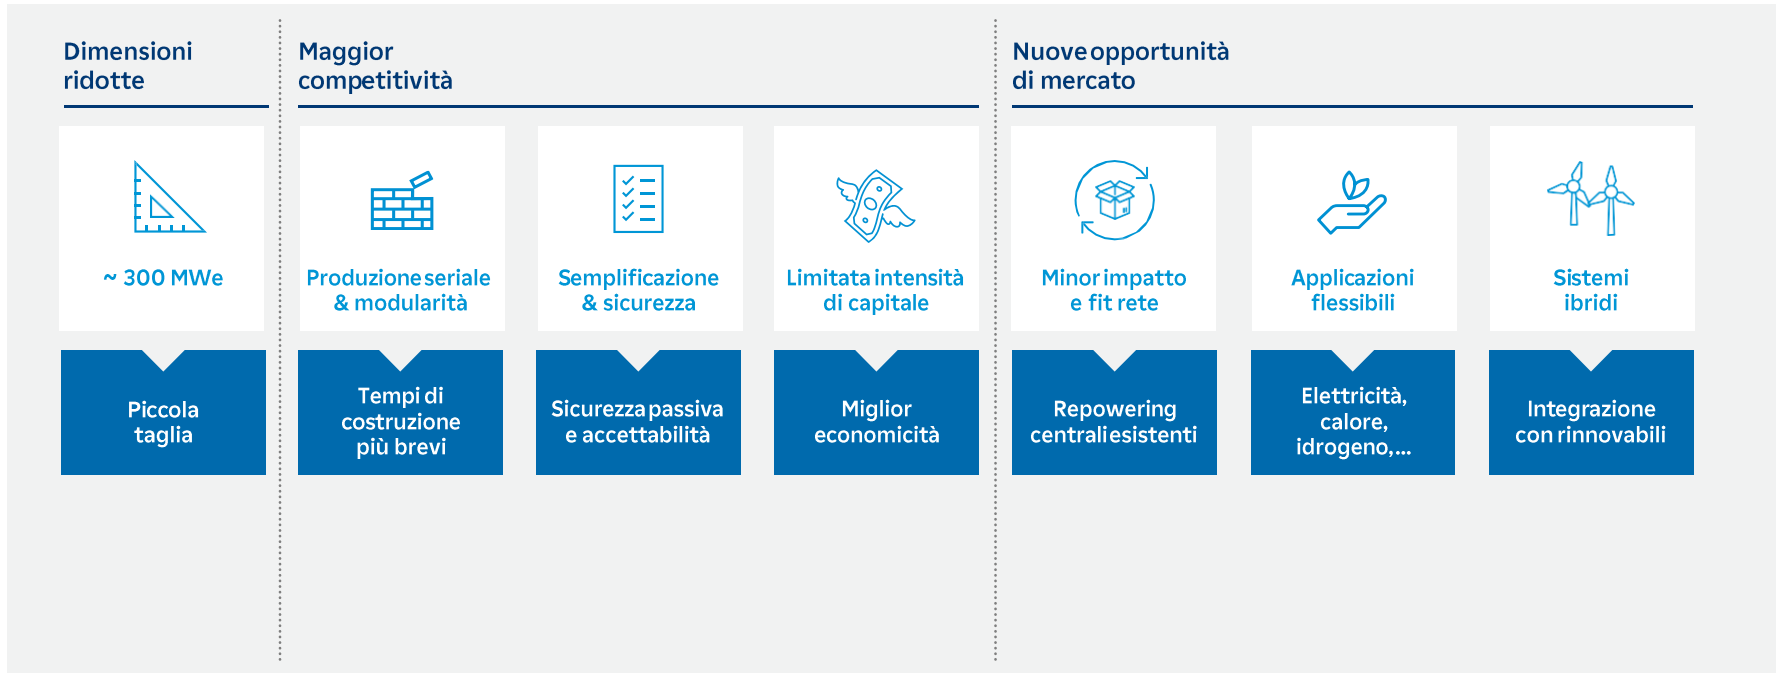 Dimensioni
ridotte
~ 300 MWe
Piccola
taglia
Maggior
competitività
Produzione seriale
& modularità
Tempi di
costruzione
più brevi
Semplificazione
& sicurezza
Sicurezza passiva
e accettabilità
Limitata intensità
di capitale
Miglior
economicità
Nuove opportunità
di mercato
Minor impatto
e fit rete
Repowering
centrali esistenti
Applicazioni
flessibili
Elettricità,
calore,
idrogeno,...
Sistemi
ibridi
Integrazione
con rinnovabili